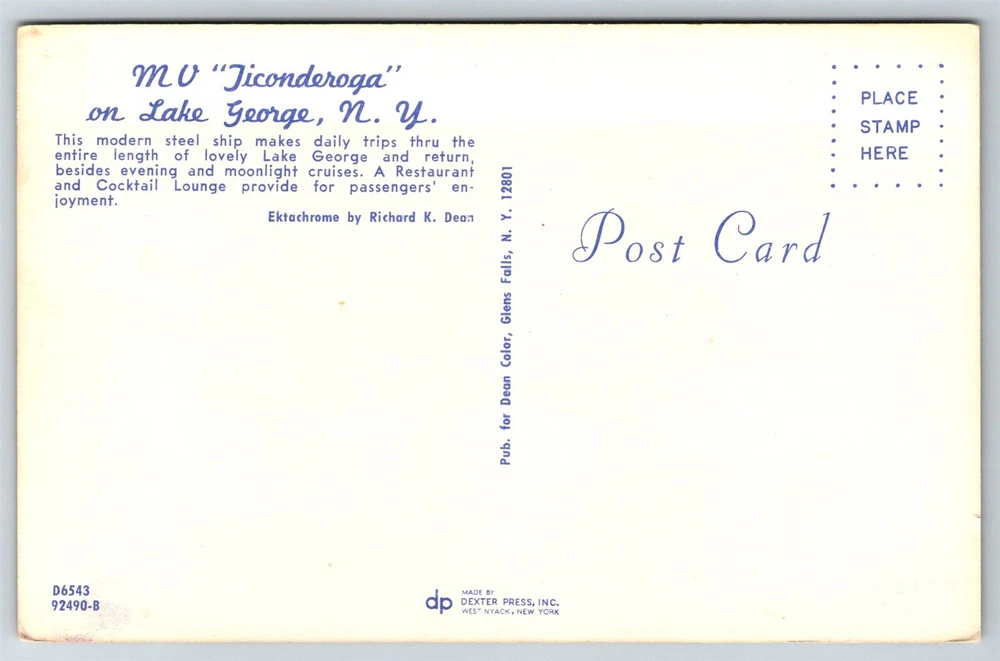 MV "Ticonderoga"
on Lake George, N. Y.
This modern steel ship makes daily trips thru the
entire length of lovely Lake George and return,
besides evening and moonlight cruises. A Restaurant
and Cocktail Lounge provide for passengers' en-
joyment.
Ektachrome by Richard K. Dean
Pub. for Dean Color, Glens Falls, N. Y. 12801
PLACE
STAMP
HERE
Post Card
D6543
92490-B
dp
MADE BY
DEXTER PRESS, INC.
WEST NYACK, NEW YORK